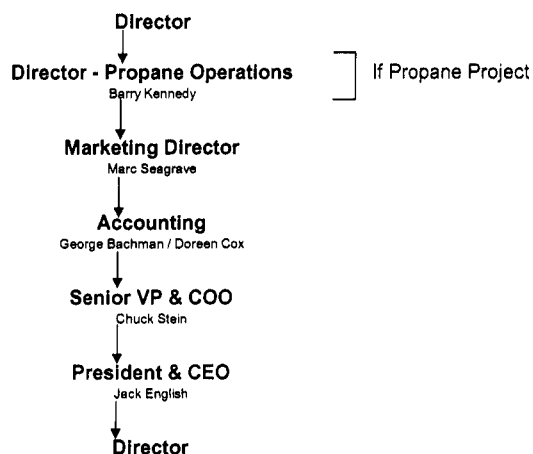 Director
Director - Propane Operations
If Propane Project
Barry Kennedy
Marketing Director
Marc Seagrave
Accounting
George Bachman / Doreen Cox
Senior VP & COO
Chuck Stein
President & CEO
Jack English
Director